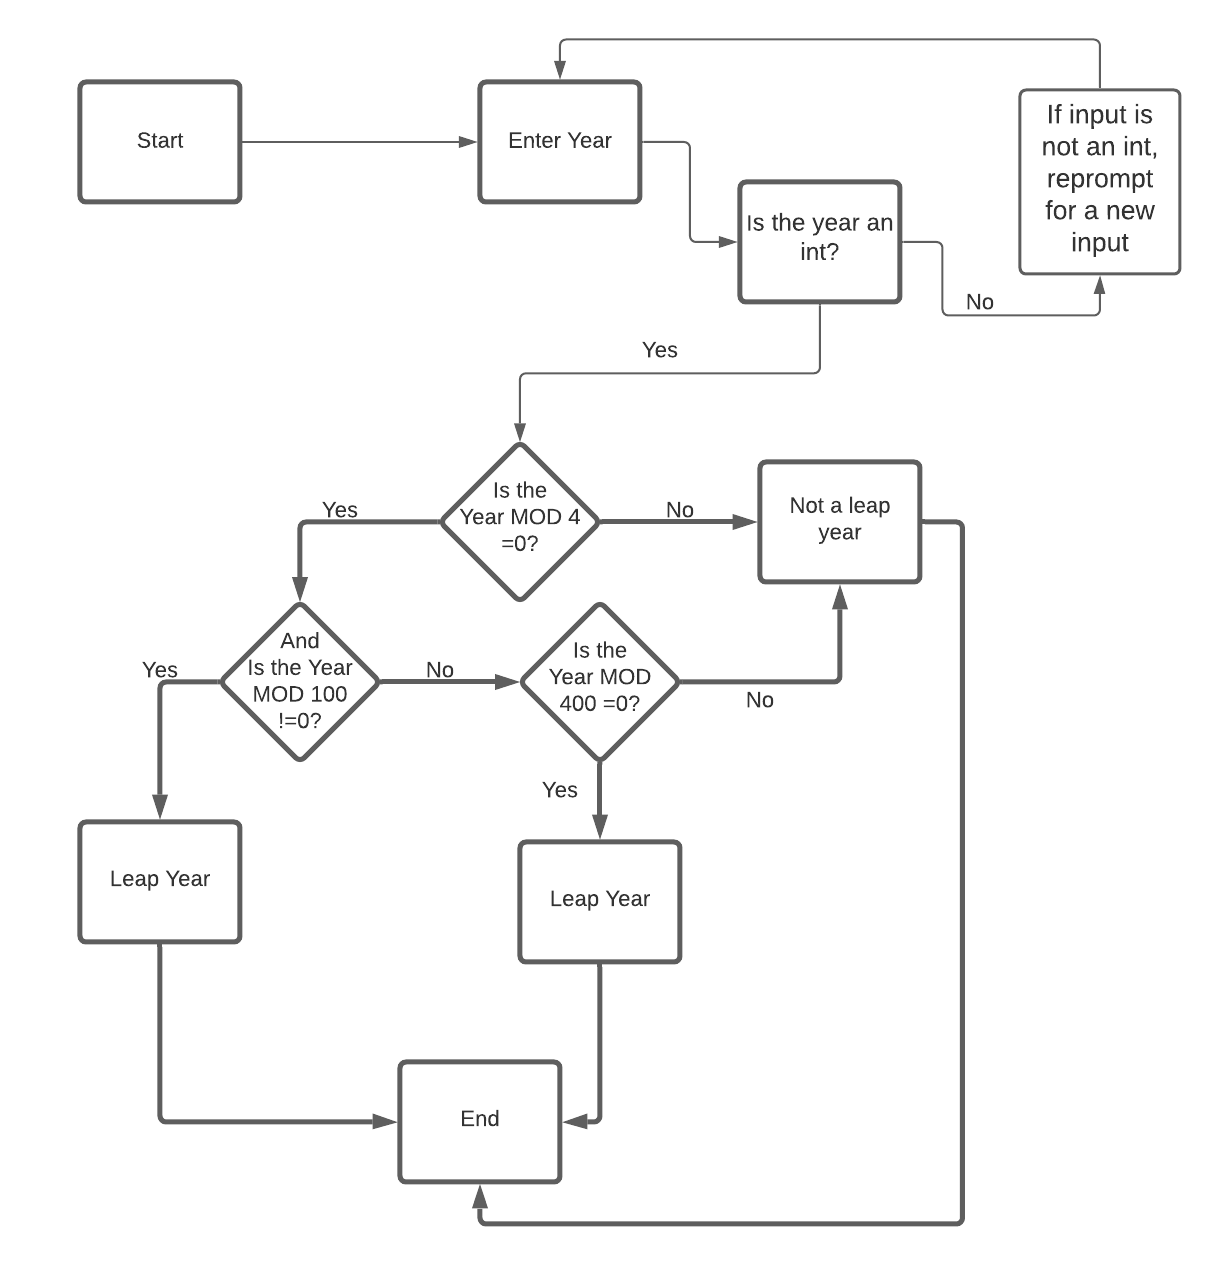 Start
Enter Year
If input is
not an int,
reprompt
for a new
input
Is the year an
int?
No
Yes
Is the
Year MOD 4
=0?
Yes
No
Not a leap
year
And
Is the Year
MOD 100
!=0?
Yes
No
Is the
Year MOD
400 =0?
No
Yes
Leap Year
Leap Year
End